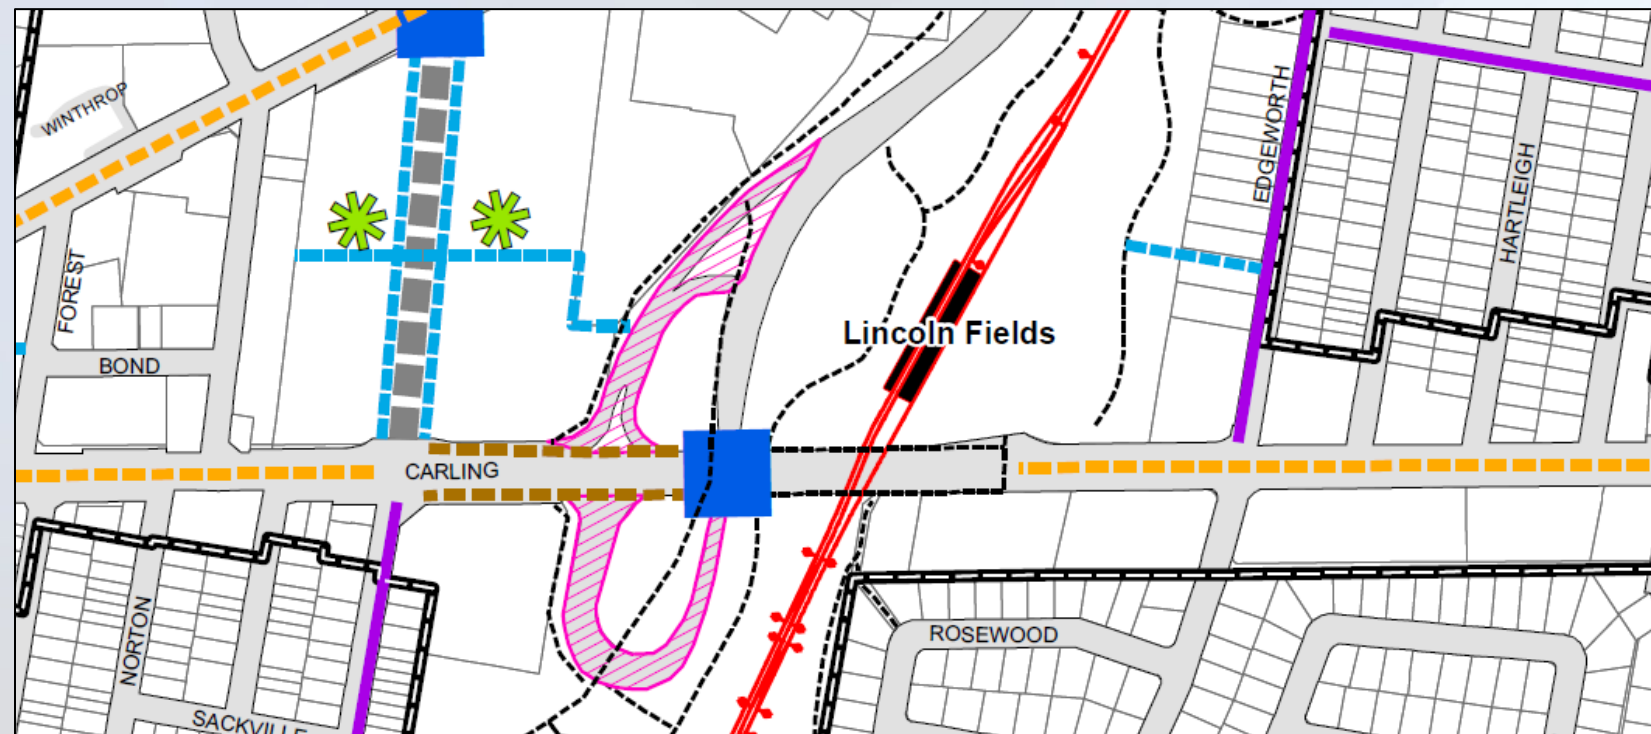 WINTHROP
EDGEWORTH
HARTLEIGH
FOREST
Lincoln Fields
BOND
CARLING
NORTON
ROSEWOOD
SACKVILLE